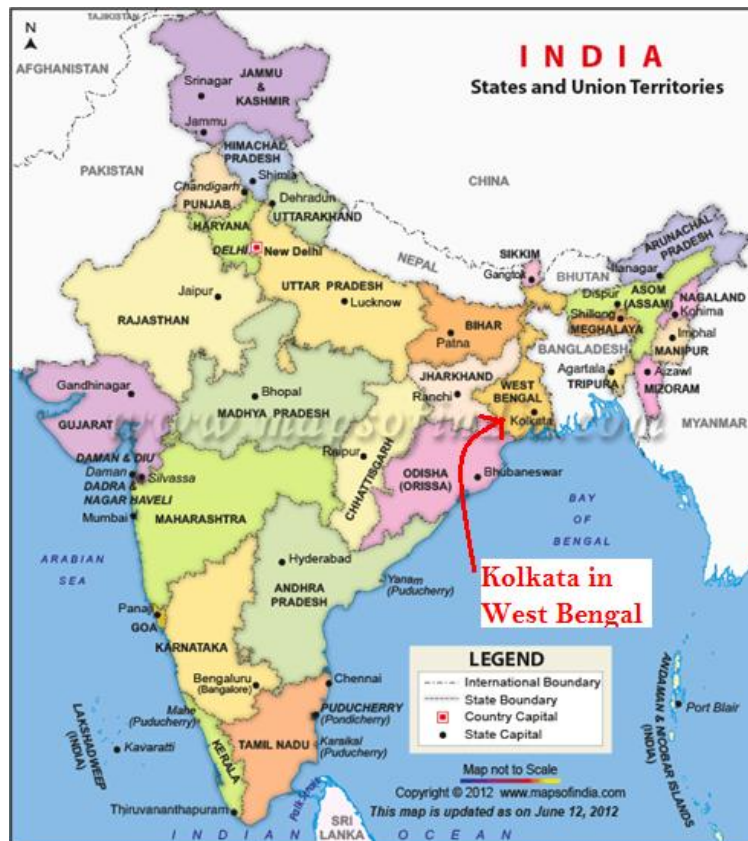 TAJIKISTAN
N
AFGHANISTAN
INDIA
States and Union Territories
JAMMU
&
KASHMIR
Srinagar
Jammu
HIMACHAL
PRADESH
Shimla
PAKISTAN
Chandigarh
PUNJAB
Dehradun
UTTARAKHAND
CHINA
HARYANA
DELHI
New Delhi
NEPAL
SIKKIM
Gangtok
BHUTAN
ARUNACHAL
PRADESH
Itanagar
Dispur
ASOM
(ASSAM)
NAGALAND
Kohima
Shillong
MEGHALAYA
Imphal
MANIPUR
BANGLADESH
Agartala
TRIPURA
Aizawl
MIZORAM
MYANMAR
Jaipur
RAJASTHAN
UTTAR PRADESH
Lucknow
BIHAR
Patna
JHARKHAND
Ranchi
WEST
BENGAL
Kolkata
Gandhinagar
GUJARAT
Bhopal
MADHYA PRADESH
www.mapsofindia.com
Raipur
CHHATTISGARH
ODISHA
(ORISSA)
Bhubaneswar
DAMAN & DIU
Daman
Silvassa
DADRA &
NAGAR HAVELI
Mumbai
MAHARASHTRA
BAY
OF
BENGAL
ARABIAN
SEA
Hyderabad
ANDHRA
PRADESH
Yanam
(Puducherry)
Kolkata in
West Bengal
Panaji
GOA
KARNATAKA
Bengaluru
(Bangalore)
Chennai
PUDUCHERRY
(Pondicherry)
Mahe
(Puducherry)
Karaikal
(Puducherry)
TAMIL NADU
KERALA
LAKSHADWEEP
(INDIA)
Kavaratti
Thiruvananthapuram
Palk Strait
SRI
LANKA
INDIAN OCEAN
ANDAMAN & NICOBAR ISLANDS
(INDIA)
Port Blair
LEGEND
International Boundary
State Boundary
Country Capital
State Capital
Map not to Scale
Copyright © 2012 www.mapsofindia.com
This map is updated as on June 12, 2012